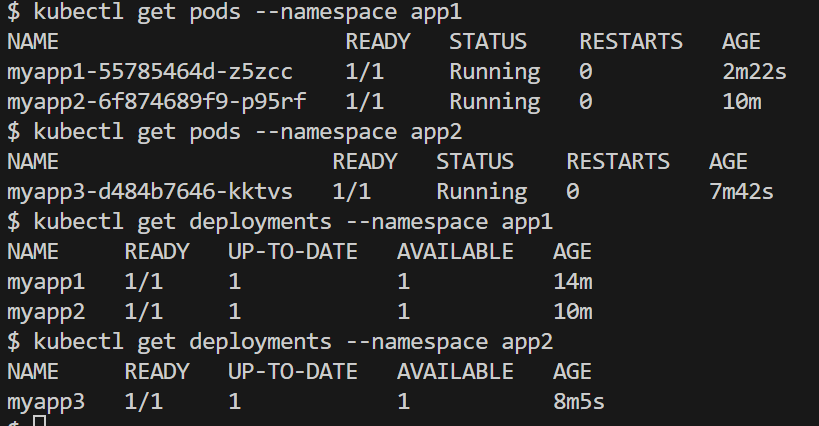 $ kubectl get pods --namespace app1
NAME                      READY   STATUS    RESTARTS   AGE
myapp1-55785464d-z5zcc    1/1     Running   0          2m22s
myapp2-6f874689f9-p95rf   1/1     Running   0          10m
$ kubectl get pods --namespace app2
NAME                     READY   STATUS    RESTARTS   AGE
myapp3-d484b7646-kktvs   1/1     Running   0          7m42s
$ kubectl get deployments --namespace app1
NAME     READY   UP-TO-DATE   AVAILABLE   AGE
myapp1   1/1     1            1           14m
myapp2   1/1     1            1           10m
$ kubectl get deployments --namespace app2
NAME     READY   UP-TO-DATE   AVAILABLE   AGE
myapp3   1/1     1            1           8m5s
$